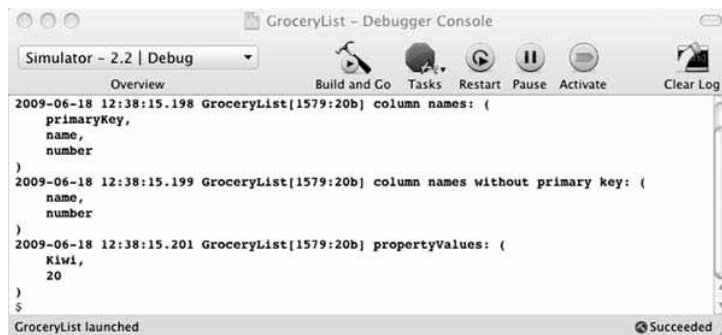 GroceryList – Debugger Console
Simulator - 2.2 | Debug
Overview
Build and Go
Tasks
Restart
Pause
Activate
Clear Log
2009-06-18 12:38:15.198 GroceryList[1579:20b] column names: (
    primaryKey,
    name,
    number
)
2009-06-18 12:38:15.199 GroceryList[1579:20b] column names without primary key: (
    name,
    number
)
2009-06-18 12:38:15.201 GroceryList[1579:20b] propertyValues: (
    Kiwi,
    20
)
$
GroceryList launched
Succeeded